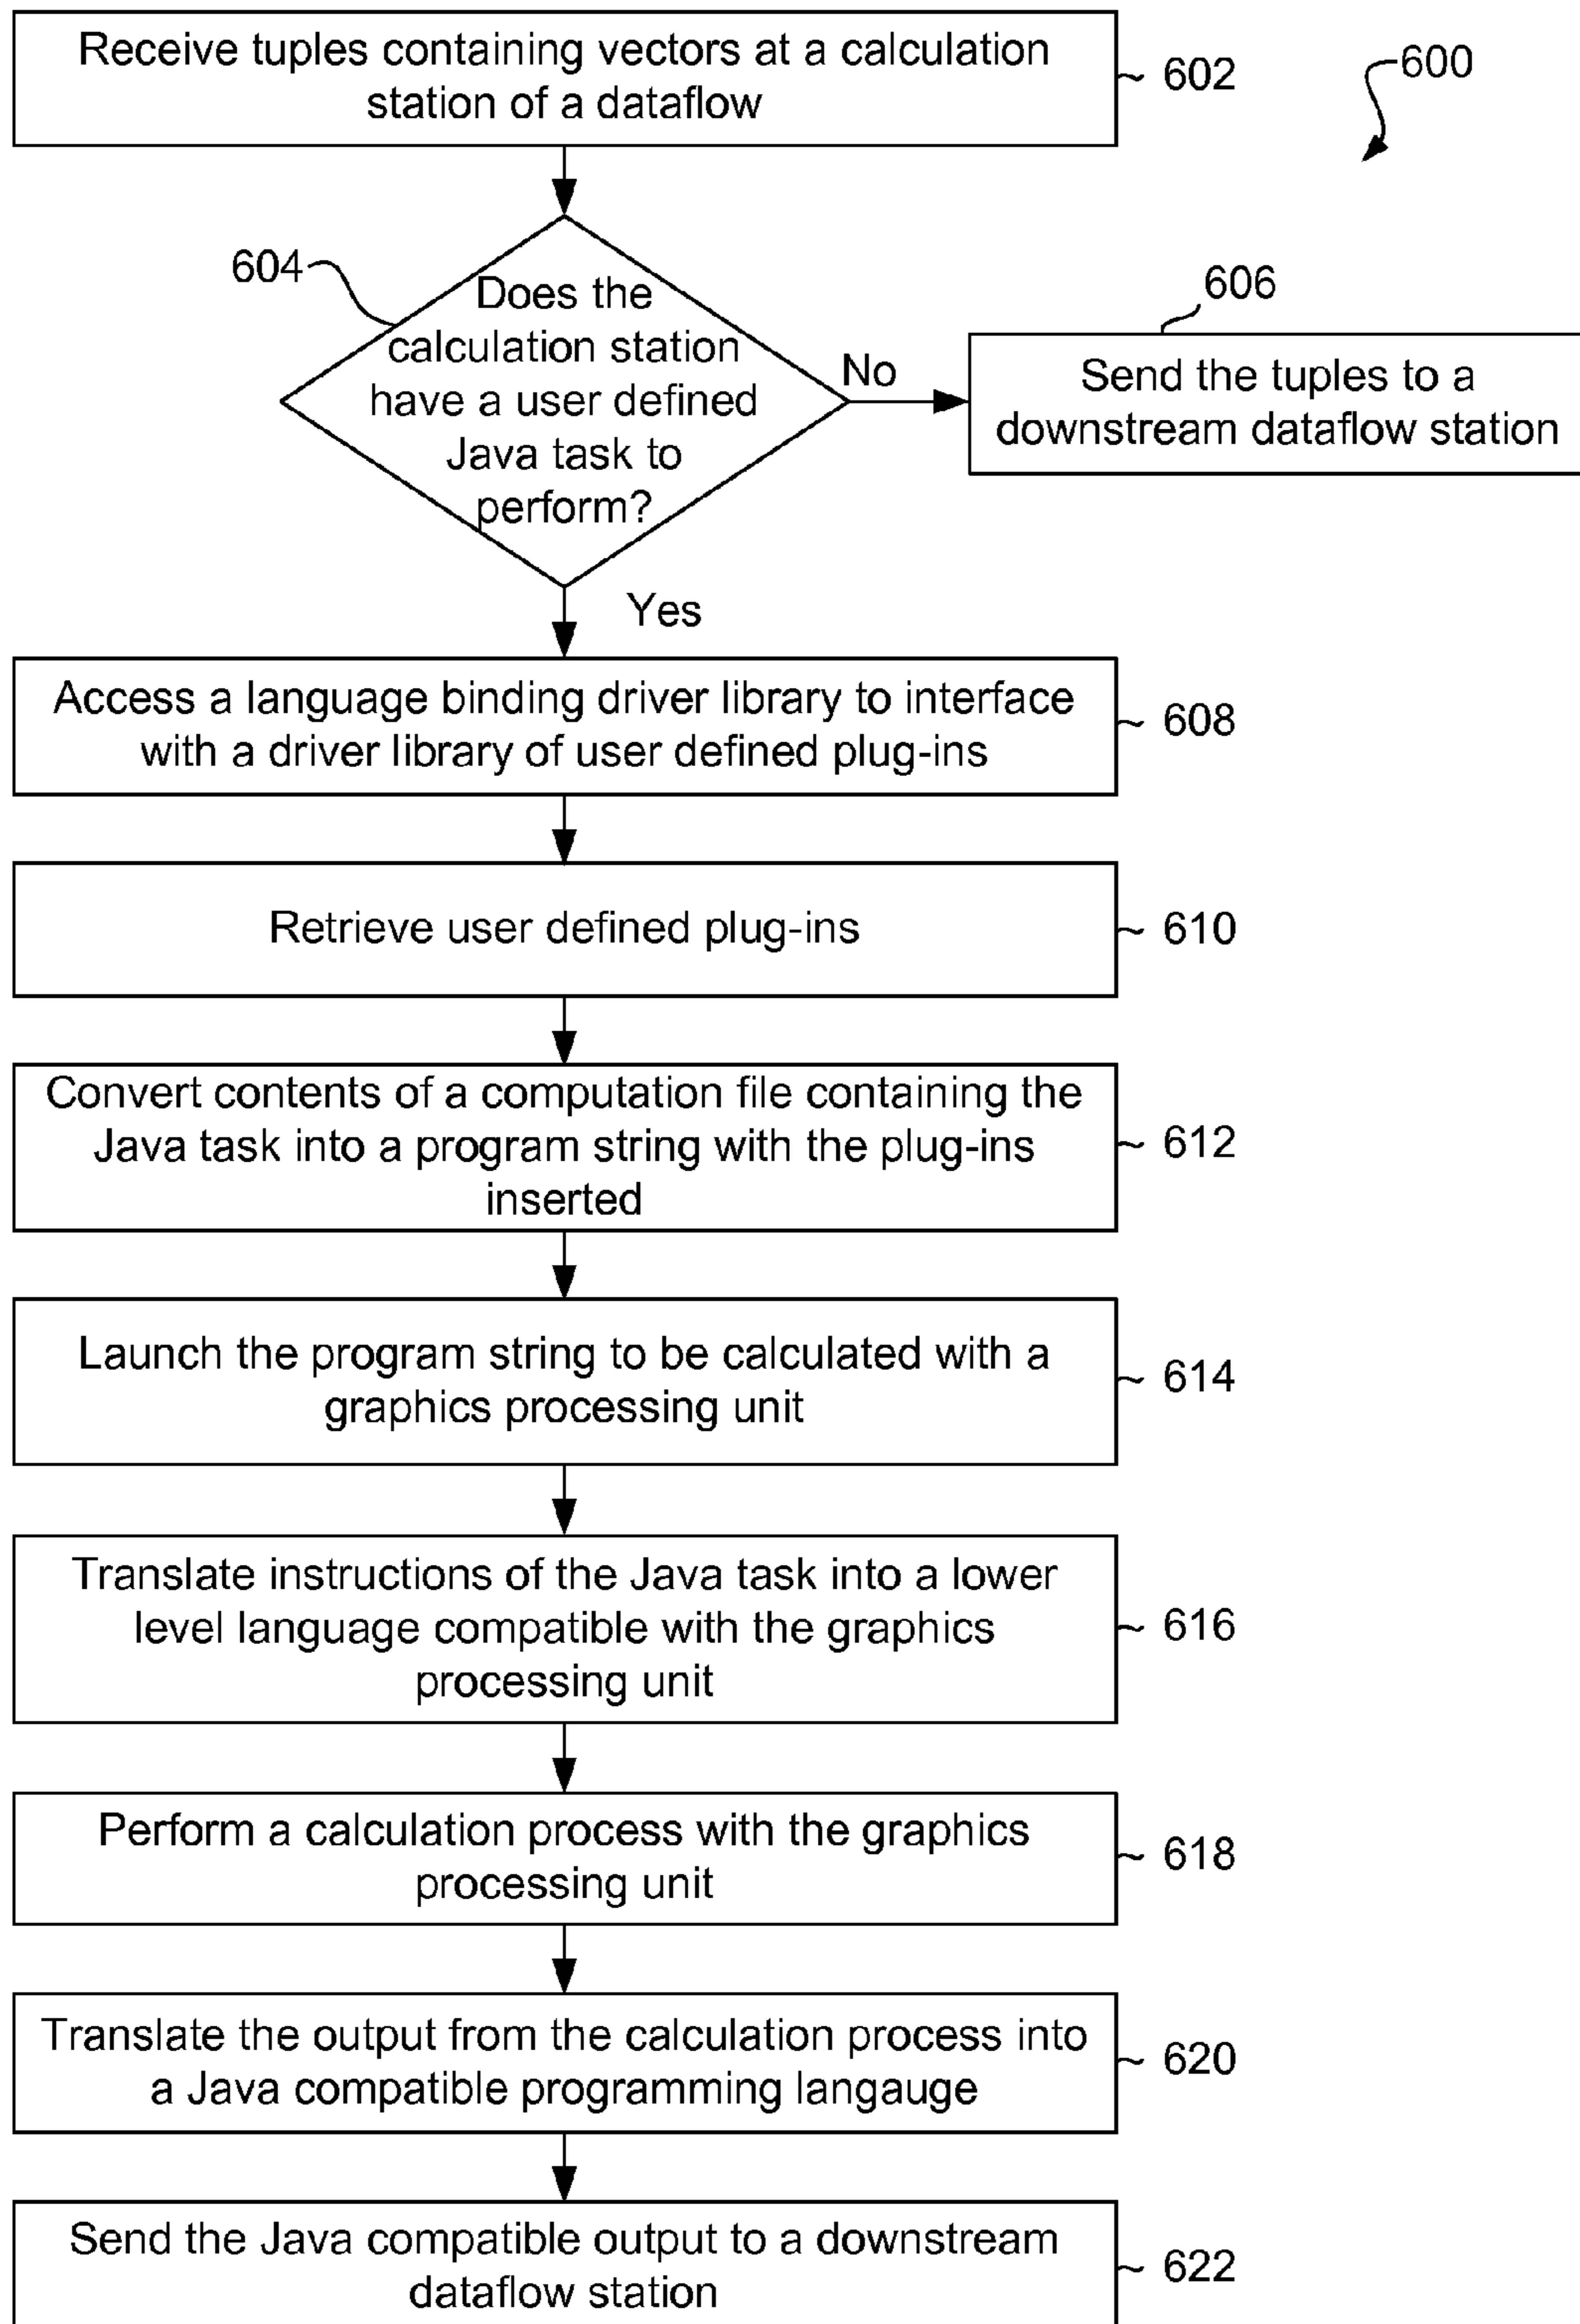 Receive tuples containing vectors at a calculation
station of a dataflow
602
600
604
Does the
calculation station
have a user defined
Java task to
perform?
No
606
Send the tuples to a
downstream dataflow station
Yes
Access a language binding driver library to interface
with a driver library of user defined plug-ins
608
Retrieve user defined plug-ins
610
Convert contents of a computation file containing the
Java task into a program string with the plug-ins
inserted
612
Launch the program string to be calculated with a
graphics processing unit
614
Translate instructions of the Java task into a lower
level language compatible with the graphics
processing unit
616
Perform a calculation process with the graphics
processing unit
618
Translate the output from the calculation process into
a Java compatible programming langauge
620
Send the Java compatible output to a downstream
dataflow station
622